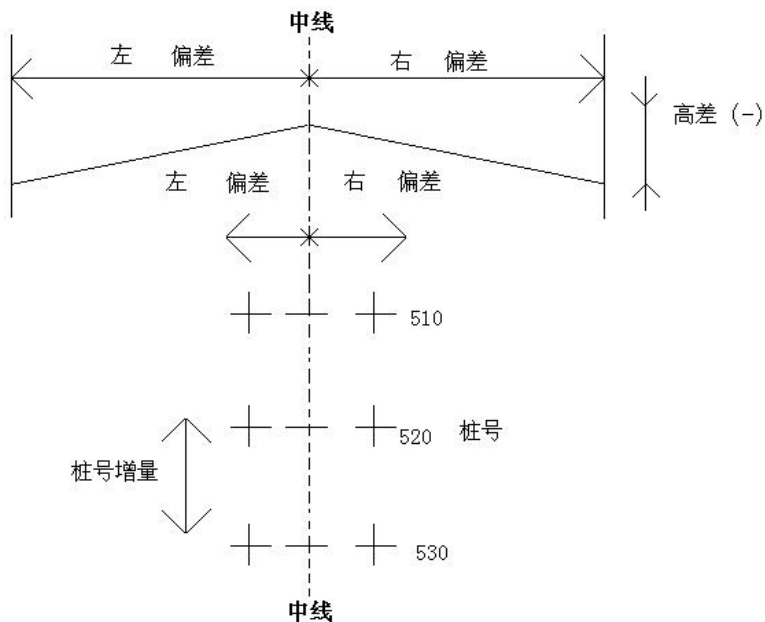 中线
左 偏差
右 偏差
高差 (-)
左 偏差
右 偏差
510
520 桩号
桩号增量
530
中线